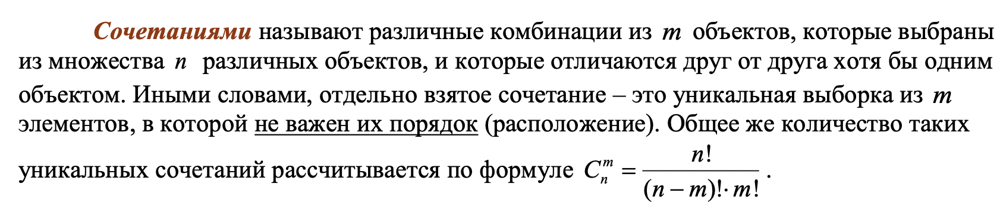 Сочетаниями называют различные комбинации из m объектов, которые выбраны
из множества n различных объектов, и которые отличаются друг от друга хотя бы одним
объектом. Иными словами, отдельно взятое сочетание – это уникальная выборка из m
элементов, в которой не важен их порядок (расположение). Общее же количество таких
уникальных сочетаний рассчитывается по формуле $C_n^m = \frac{n!}{(n-m)! \cdot m!}$.